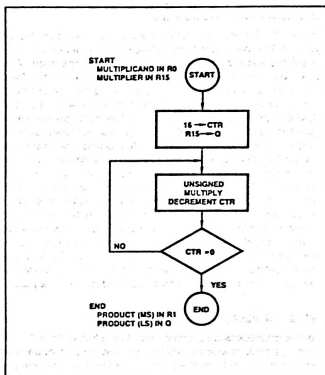 START
MULTIPLICAND IN R0
MULTIPLIER IN R15
START
16 → CTR
R15 → Q
UNSIGNED
MULTIPLY
DECREMENT CTR
NO
CTR = 0
YES
END
PRODUCT (MS) IN R1
PRODUCT (LS) IN Q
END